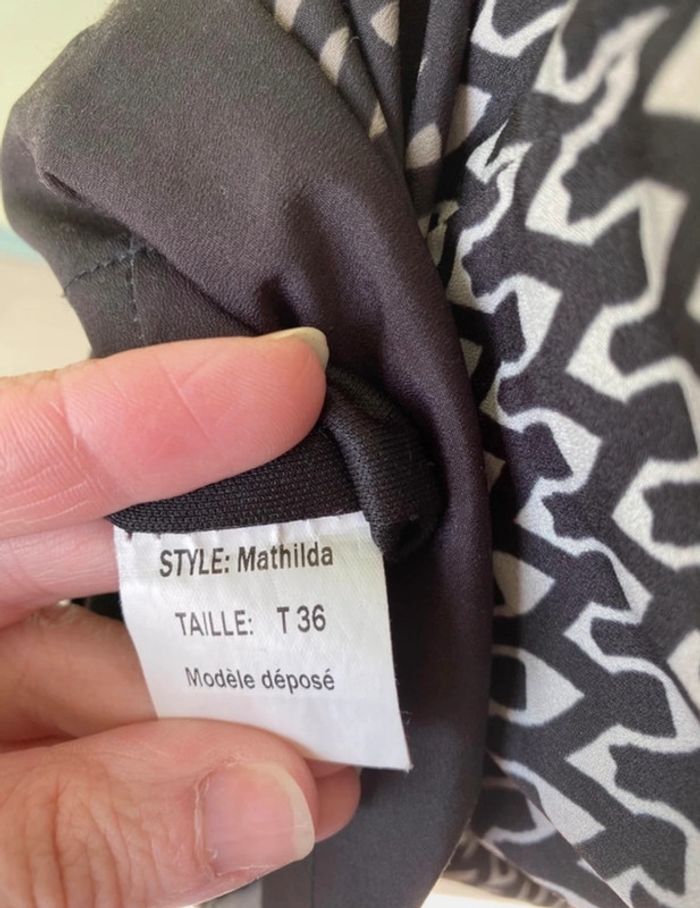 STYLE: Mathilda
TAILLE: T 36
Modèle déposé